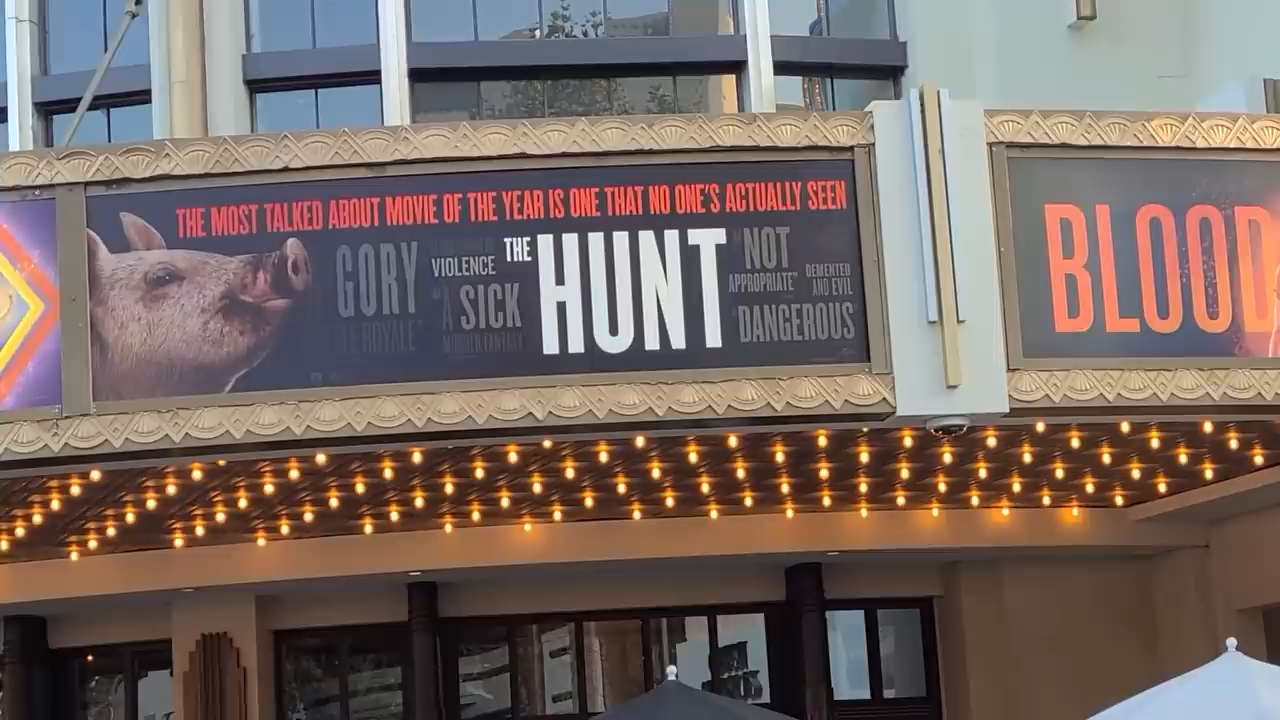 THE MOST TALKED ABOUT MOVIE OF THE YEAR IS ONE THAT NO ONE'S ACTUALLY SEEN
THE HUNT
GORY
VIOLENCE
"A SICK
MURDER FANTASY
ROYALE"
"NOT
APPROPRIATE"
DEMENTED
AND EVIL
"DANGEROUS"
BLOOD